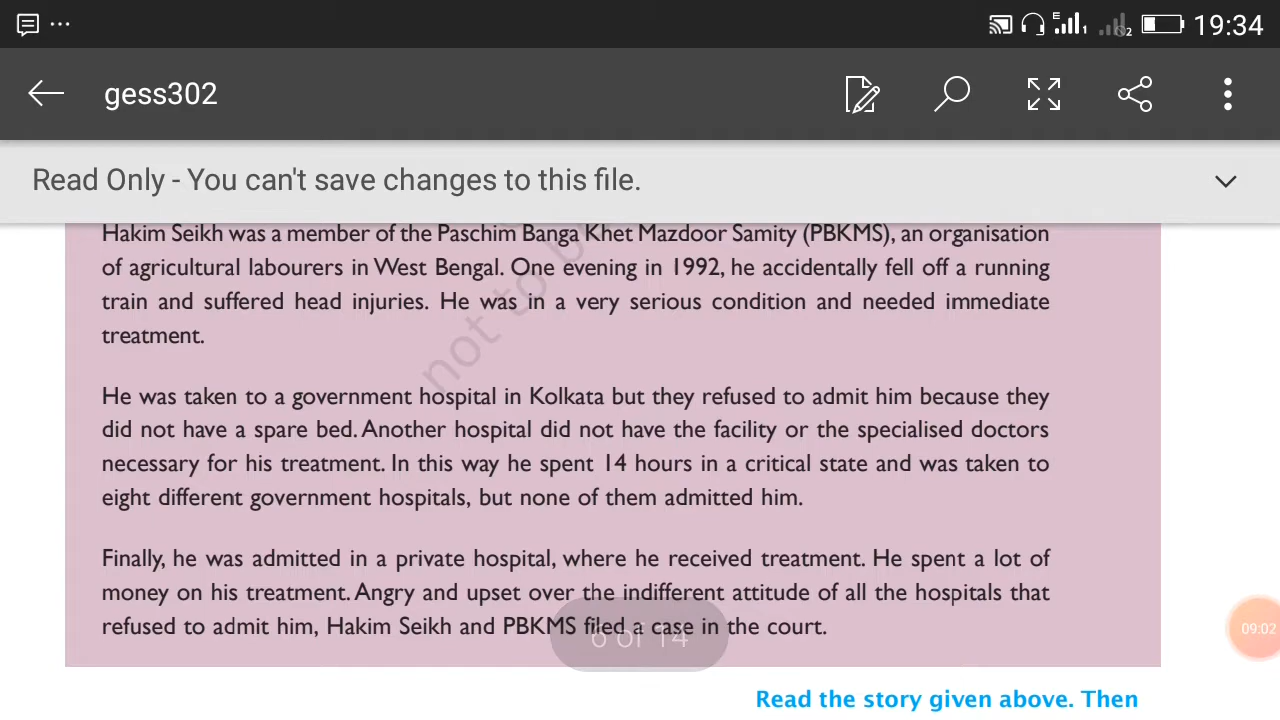 19:34
gess302
Read Only - You can't save changes to this file.
Hakim Seikh was a member of the Paschim Banga Khet Mazdoor Samity (PBKMS), an organisation
of agricultural labourers in West Bengal. One evening in 1992, he accidentally fell off a running
train and suffered head injuries. He was in a very serious condition and needed immediate
treatment.
He was taken to a government hospital in Kolkata but they refused to admit him because they
did not have a spare bed. Another hospital did not have the facility or the specialised doctors
necessary for his treatment. In this way he spent 14 hours in a critical state and was taken to
eight different government hospitals, but none of them admitted him.
Finally, he was admitted in a private hospital, where he received treatment. He spent a lot of
money on his treatment. Angry and upset over the indifferent attitude of all the hospitals that
refused to admit him, Hakim Seikh and PBKMS filed a case in the court.
6 of 14
09:02
Read the story given above. Then
not to b